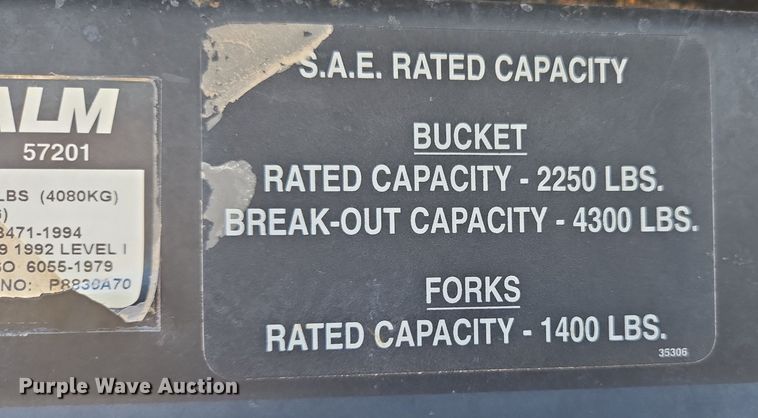 ALM
57201
LBS (4080KG)
3471-1994
9 1992 LEVEL I
SO 6055-1979
NO: P8830A70
S.A.E. RATED CAPACITY
BUCKET
RATED CAPACITY - 2250 LBS.
BREAK-OUT CAPACITY - 4300 LBS.
FORKS
RATED CAPACITY - 1400 LBS.
35306
Purple Wave Auction